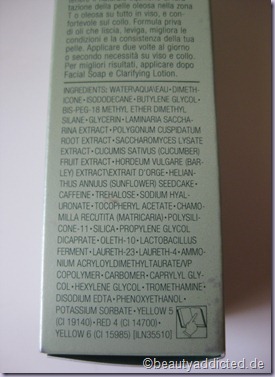 tazione della pelle oleosa nella zona
T o oleosa su tutto in viso, e con-
fortevole per tutti. Formula priva
di oli che liscia, leviga, migliora le
condizioni e la consistenza della tua
pelle. Applicare due volte al giorno
o secondo necessità su viso e collo.
Per migliori risultati, applicare dopo
Facial Soap e Clarifying Lotion.
INGREDIENTS: WATER\AQUA\EAU•DIMETH-
ICONE•ISODODECANE•BUTYLENE GLYCOL•
BIS-PEG-18 METHYL ETHER DIMETHYL
SILANE•GLYCERIN•LAMINARIA SACCHA-
RINA EXTRACT•POLYGONUM CUSPIDATUM
ROOT EXTRACT•SACCHAROMYCES LYSATE
EXTRACT•CUCUMIS SATIVUS (CUCUMBER)
FRUIT EXTRACT•HORDEUM VULGARE (BAR-
LEY) EXTRACT\EXTRAIT D'ORGE•HELIAN-
THUS ANNUUS (SUNFLOWER) SEEDCAKE•
CAFFEINE•TREHALOSE•SODIUM HYAL-
URONATE•TOCOPHERYL ACETATE•CHAMO-
MILLA RECUTITA (MATRICARIA)•POLYSILI-
CONE-11•SILICA•PROPYLENE GLYCOL
DICAPRATE•OLETH-10•LACTOBACILLUS
FERMENT•LAURETH-23•LAURETH-4•AMMO-
NIUM ACRYLOYLDIMETHYLTAURATE/VP
COPOLYMER•CARBOMER•CAPRYLYL GLY-
COL•HEXYLENE GLYCOL•TROMETHAMINE•
DISODIUM EDTA•PHENOXYETHANOL•
POTASSIUM SORBATE•YELLOW 5
(CI 19140)•RED 4 (CI 14700)•
YELLOW 6 (CI 15985) [ILN35510]
©beautyaddicted.de